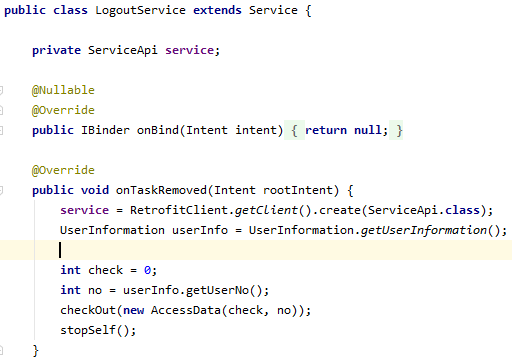 public class LogoutService extends Service {
private ServiceApi service;
@Nullable
@Override
public IBinder onBind(Intent intent) { return null; }
@Override
public void onTaskRemoved(Intent rootIntent) {
service = RetrofitClient.getClient().create(ServiceApi.class);
UserInformation userInfo = UserInformation.getUserInformation();
int check = 0;
int no = userInfo.getUserNo();
checkOut(new AccessData(check, no));
stopSelf();
}